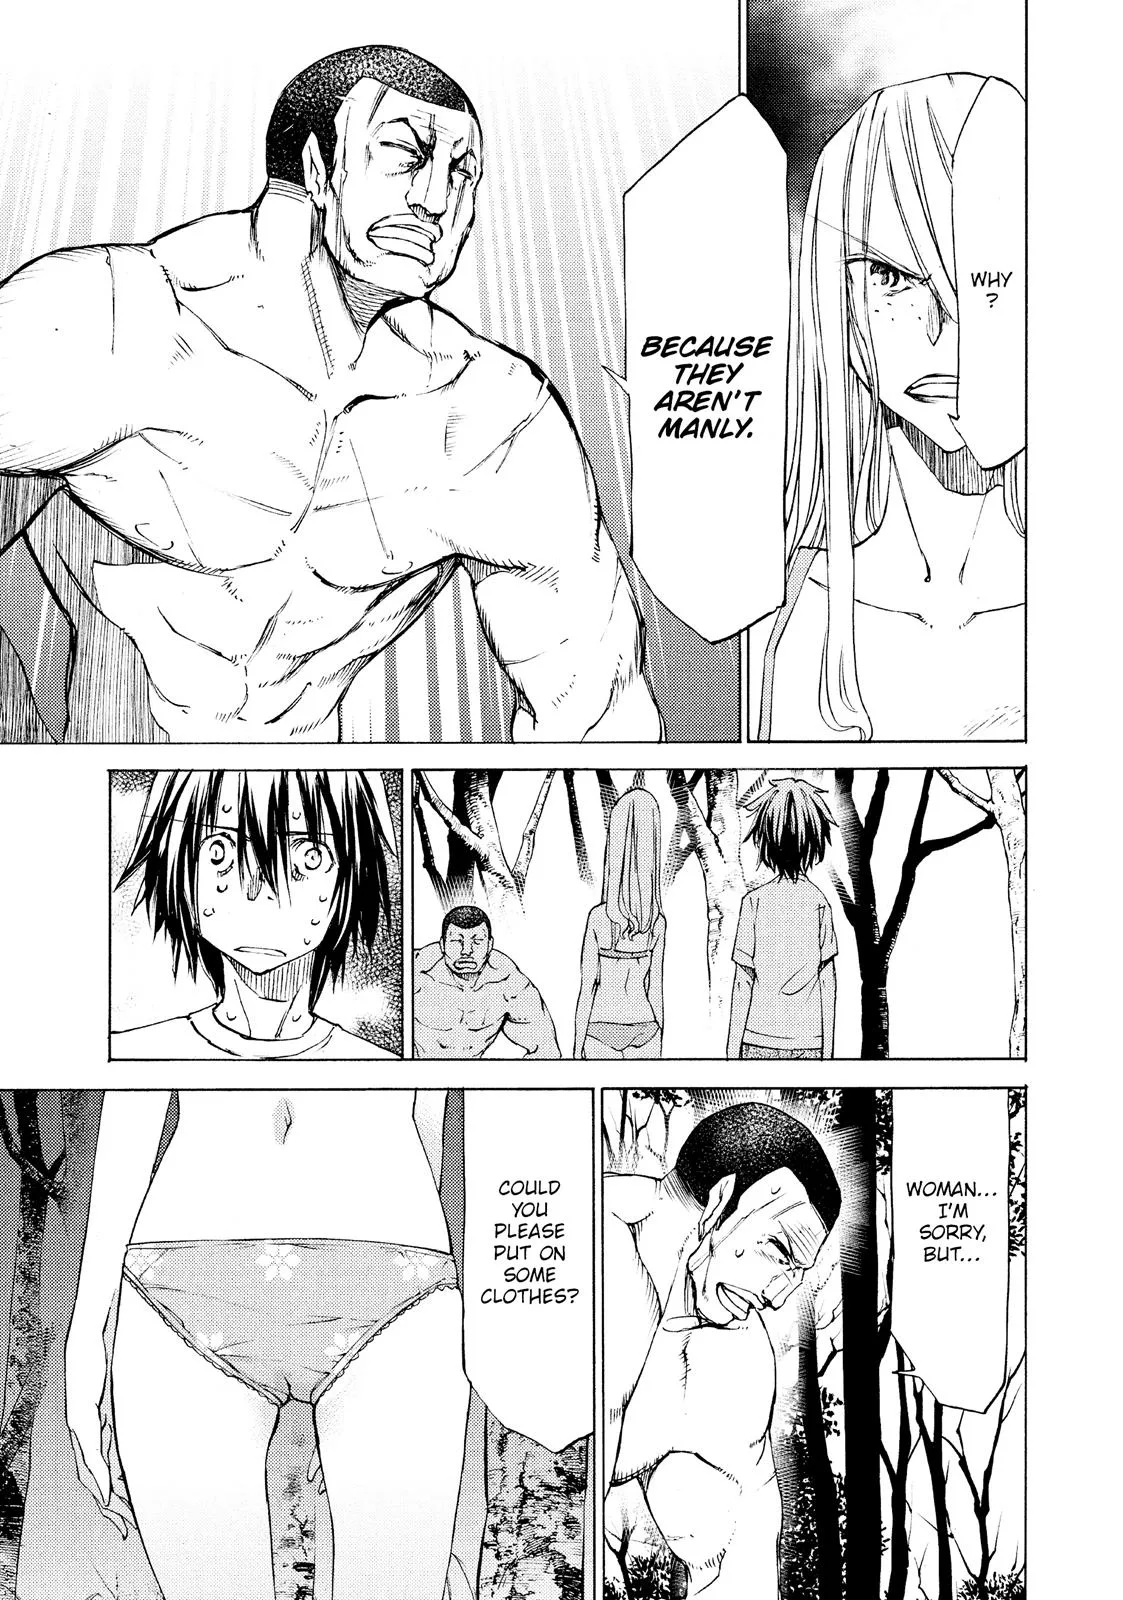 WHY
?
BECAUSE
THEY
AREN'T
MANLY.
WOMAN...
I'M
SORRY,
BUT...
COULD
YOU
PLEASE
PUT ON
SOME
CLOTHES?